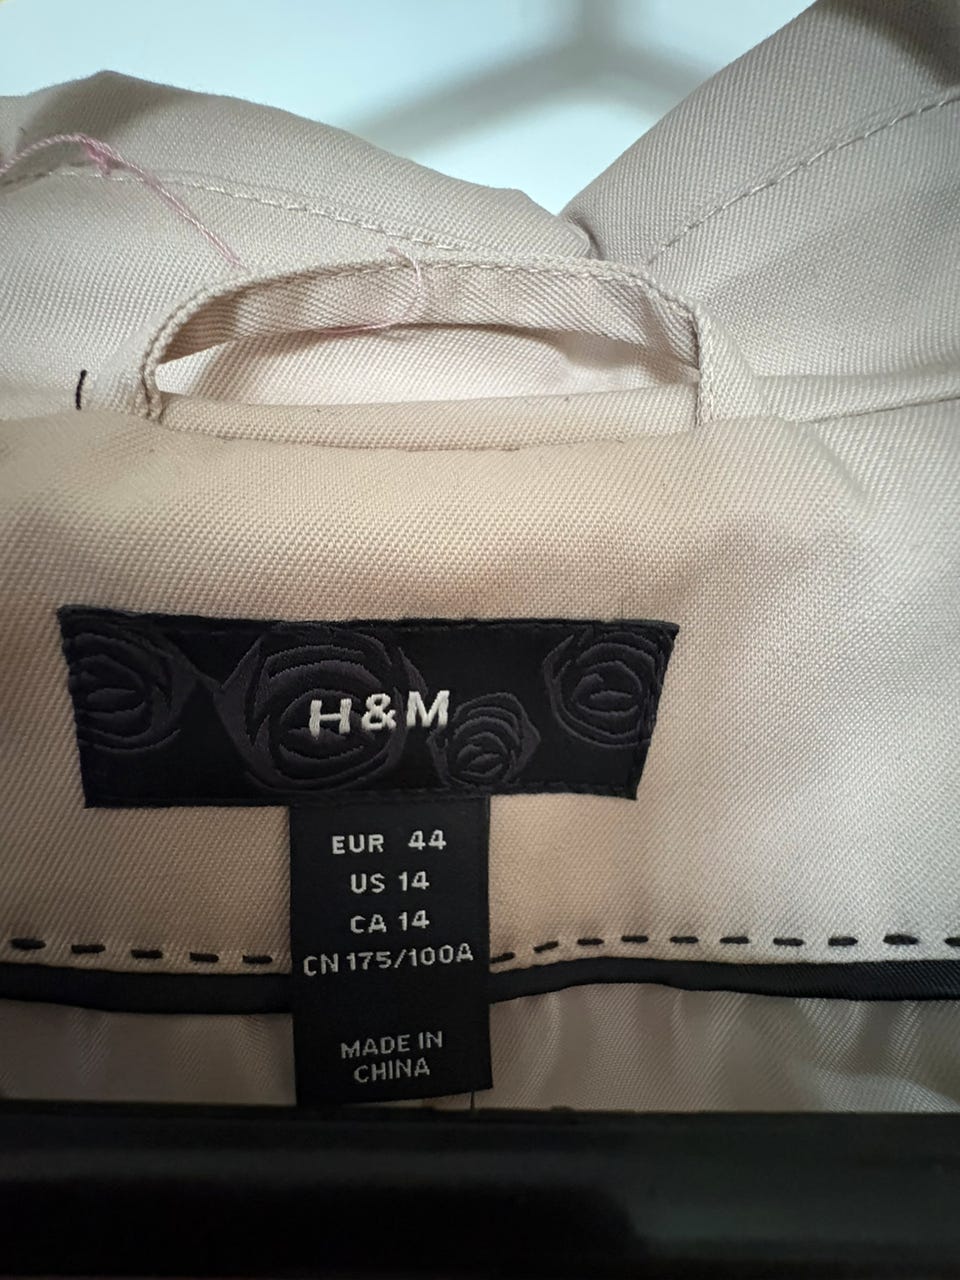 H&M
EUR 44
US 14
CA 14
CN 175/100A
MADE IN
CHINA